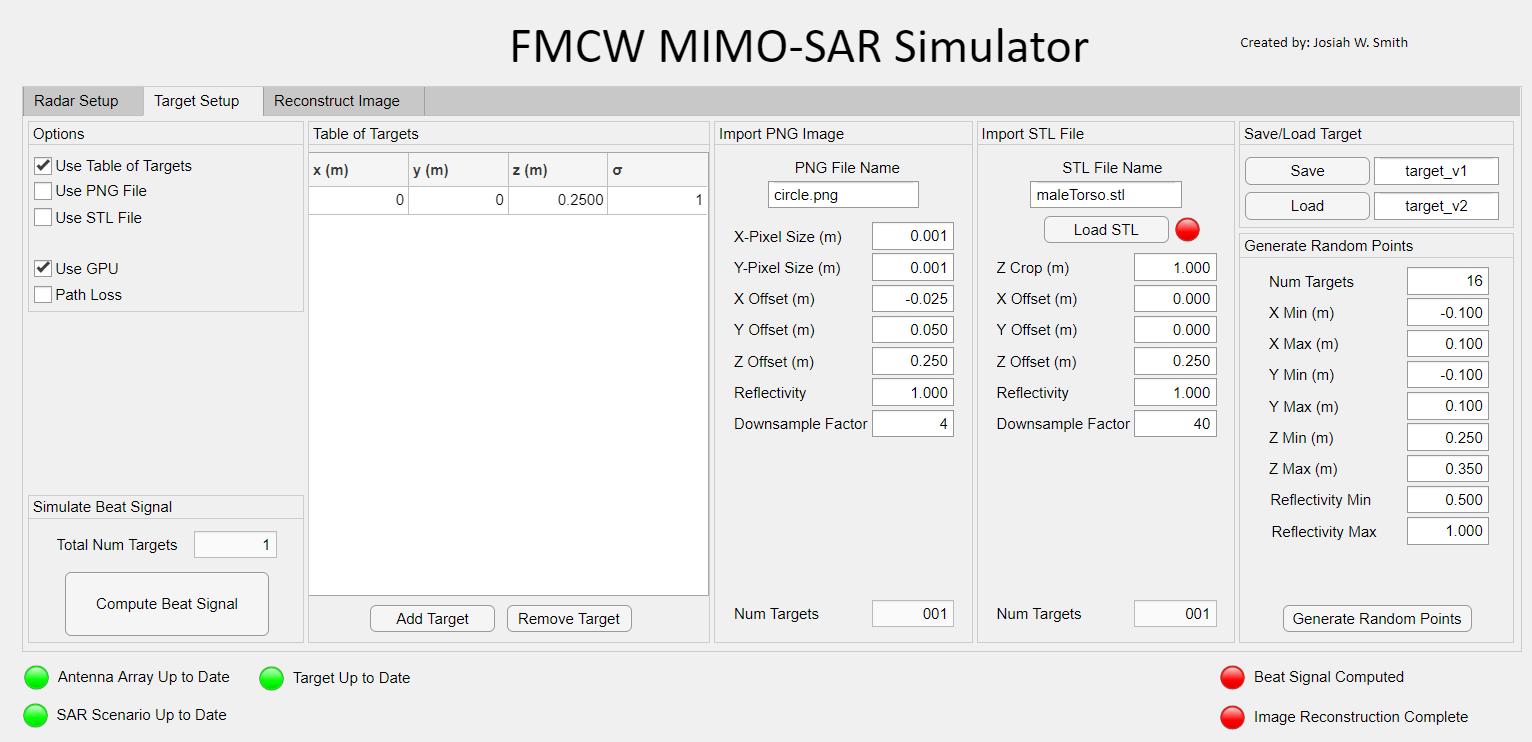 FMCW MIMO-SAR Simulator
Created by: Josiah W. Smith
Radar Setup
Target Setup
Reconstruct Image
Options
Use Table of Targets
Use PNG File
Use STL File
Use GPU
Path Loss
Simulate Beat Signal
Total Num Targets 1
Compute Beat Signal
Table of Targets
x (m) y (m) z (m) σ
0 0 0.2500 1
Add Target
Remove Target
Import PNG Image
PNG File Name
circle.png
X-Pixel Size (m) 0.001
Y-Pixel Size (m) 0.001
X Offset (m) -0.025
Y Offset (m) 0.050
Z Offset (m) 0.250
Reflectivity 1.000
Downsample Factor 4
Num Targets 001
Import STL File
STL File Name
maleTorso.stl
Load STL
Z Crop (m) 1.000
X Offset (m) 0.000
Y Offset (m) 0.000
Z Offset (m) 0.250
Reflectivity 1.000
Downsample Factor 40
Num Targets 001
Save/Load Target
Save target_v1
Load target_v2
Generate Random Points
Num Targets 16
X Min (m) -0.100
X Max (m) 0.100
Y Min (m) -0.100
Y Max (m) 0.100
Z Min (m) 0.250
Z Max (m) 0.350
Reflectivity Min 0.500
Reflectivity Max 1.000
Generate Random Points
Antenna Array Up to Date
Target Up to Date
SAR Scenario Up to Date
Beat Signal Computed
Image Reconstruction Complete